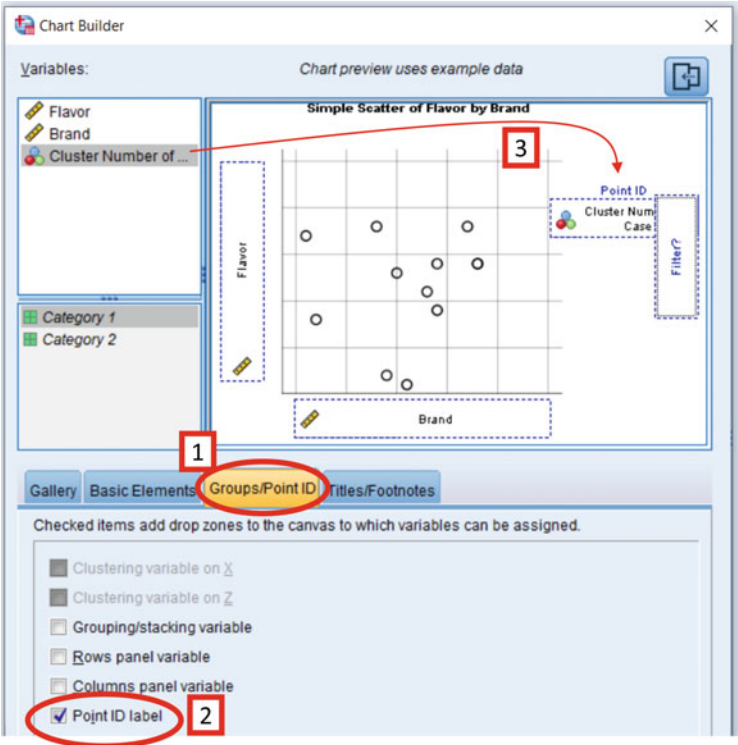 Chart Builder
Variables:
Chart preview uses example data
Flavor
Brand
Cluster Number of ...
Category 1
Category 2
Simple Scatter of Flavor by Brand
3
Point ID
Cluster Num
Case
Filter?
Flavor
Brand
1
Gallery
Basic Elements
Groups/Point ID
Titles/Footnotes
Checked items add drop zones to the canvas to which variables can be assigned.
Clustering variable on X
Clustering variable on Z
Grouping/stacking variable
Rows panel variable
Columns panel variable
Point ID label
2